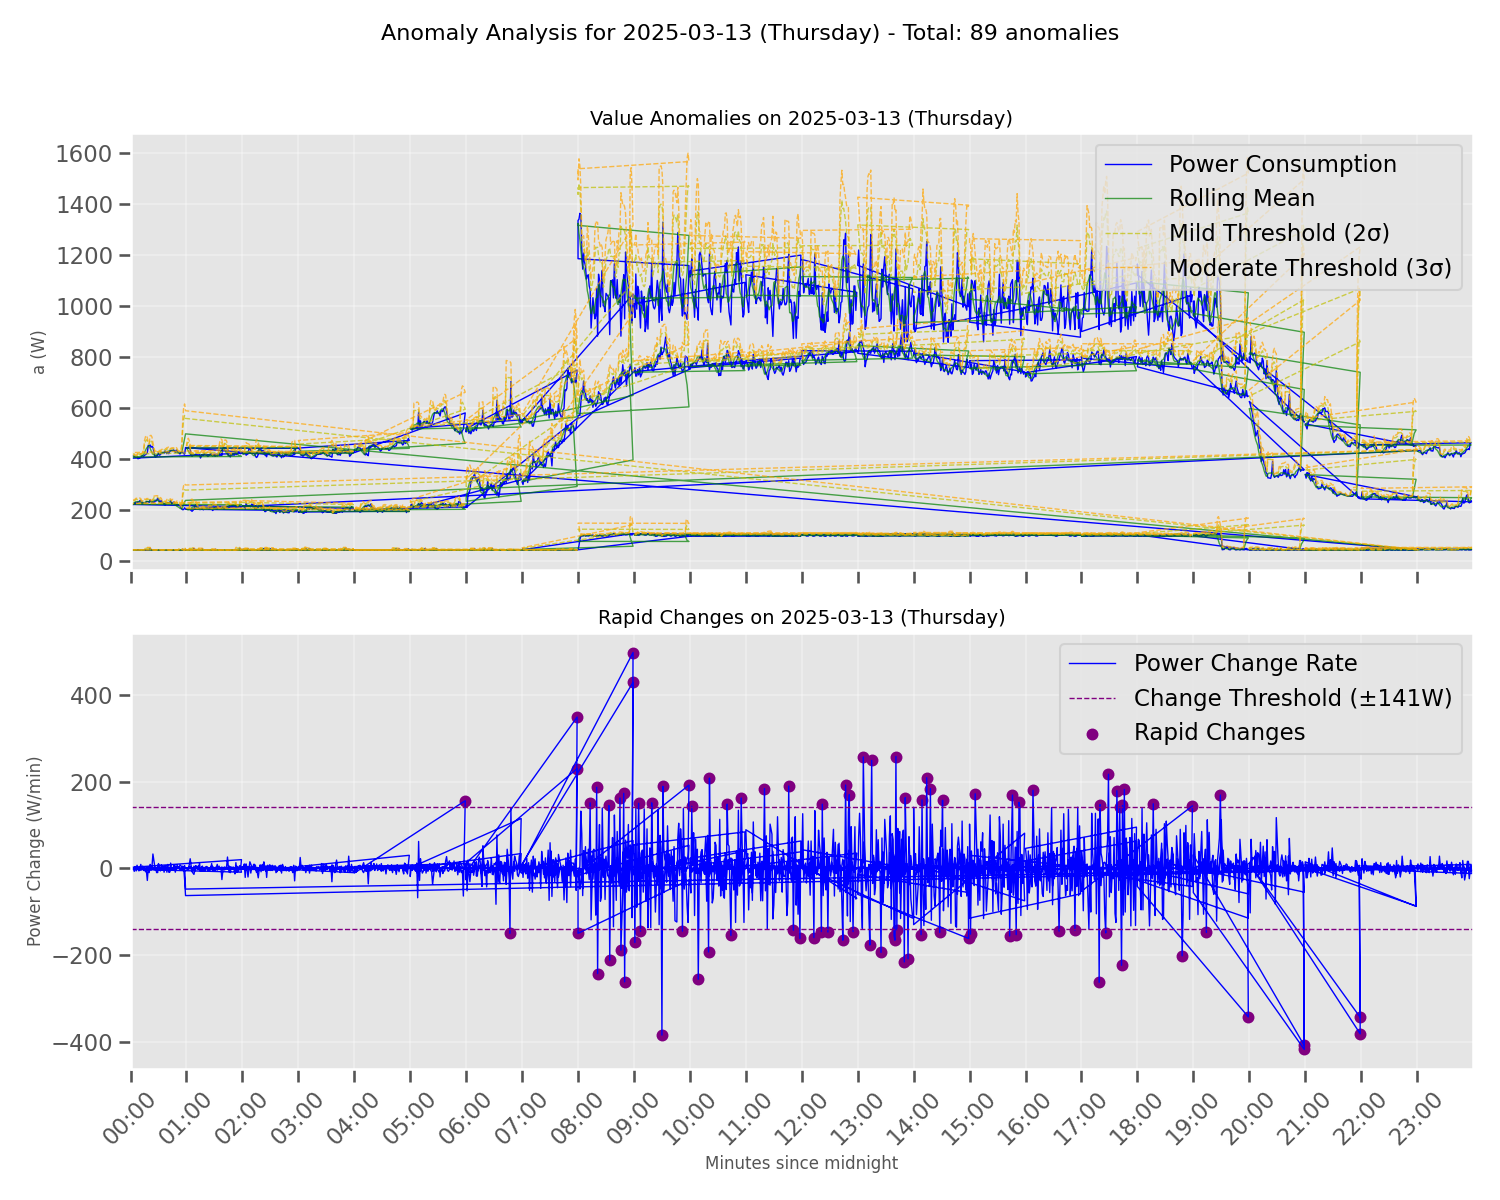 Anomaly Analysis for 2025-03-13 (Thursday) - Total: 89 anomalies
Value Anomalies on 2025-03-13 (Thursday)
1600
1400
1200
1000
800
600
400
200
0
a (W)
Power Consumption
Rolling Mean
Mild Threshold (2σ)
Moderate Threshold (3σ)
Rapid Changes on 2025-03-13 (Thursday)
400
200
0
−200
−400
Power Change (W/min)
Power Change Rate
Change Threshold (±141W)
Rapid Changes
00:00 01:00 02:00 03:00 04:00 05:00 06:00 07:00 08:00 09:00 10:00 11:00 12:00 13:00 14:00 15:00 16:00 17:00 18:00 19:00 20:00 21:00 22:00 23:00
Minutes since midnight